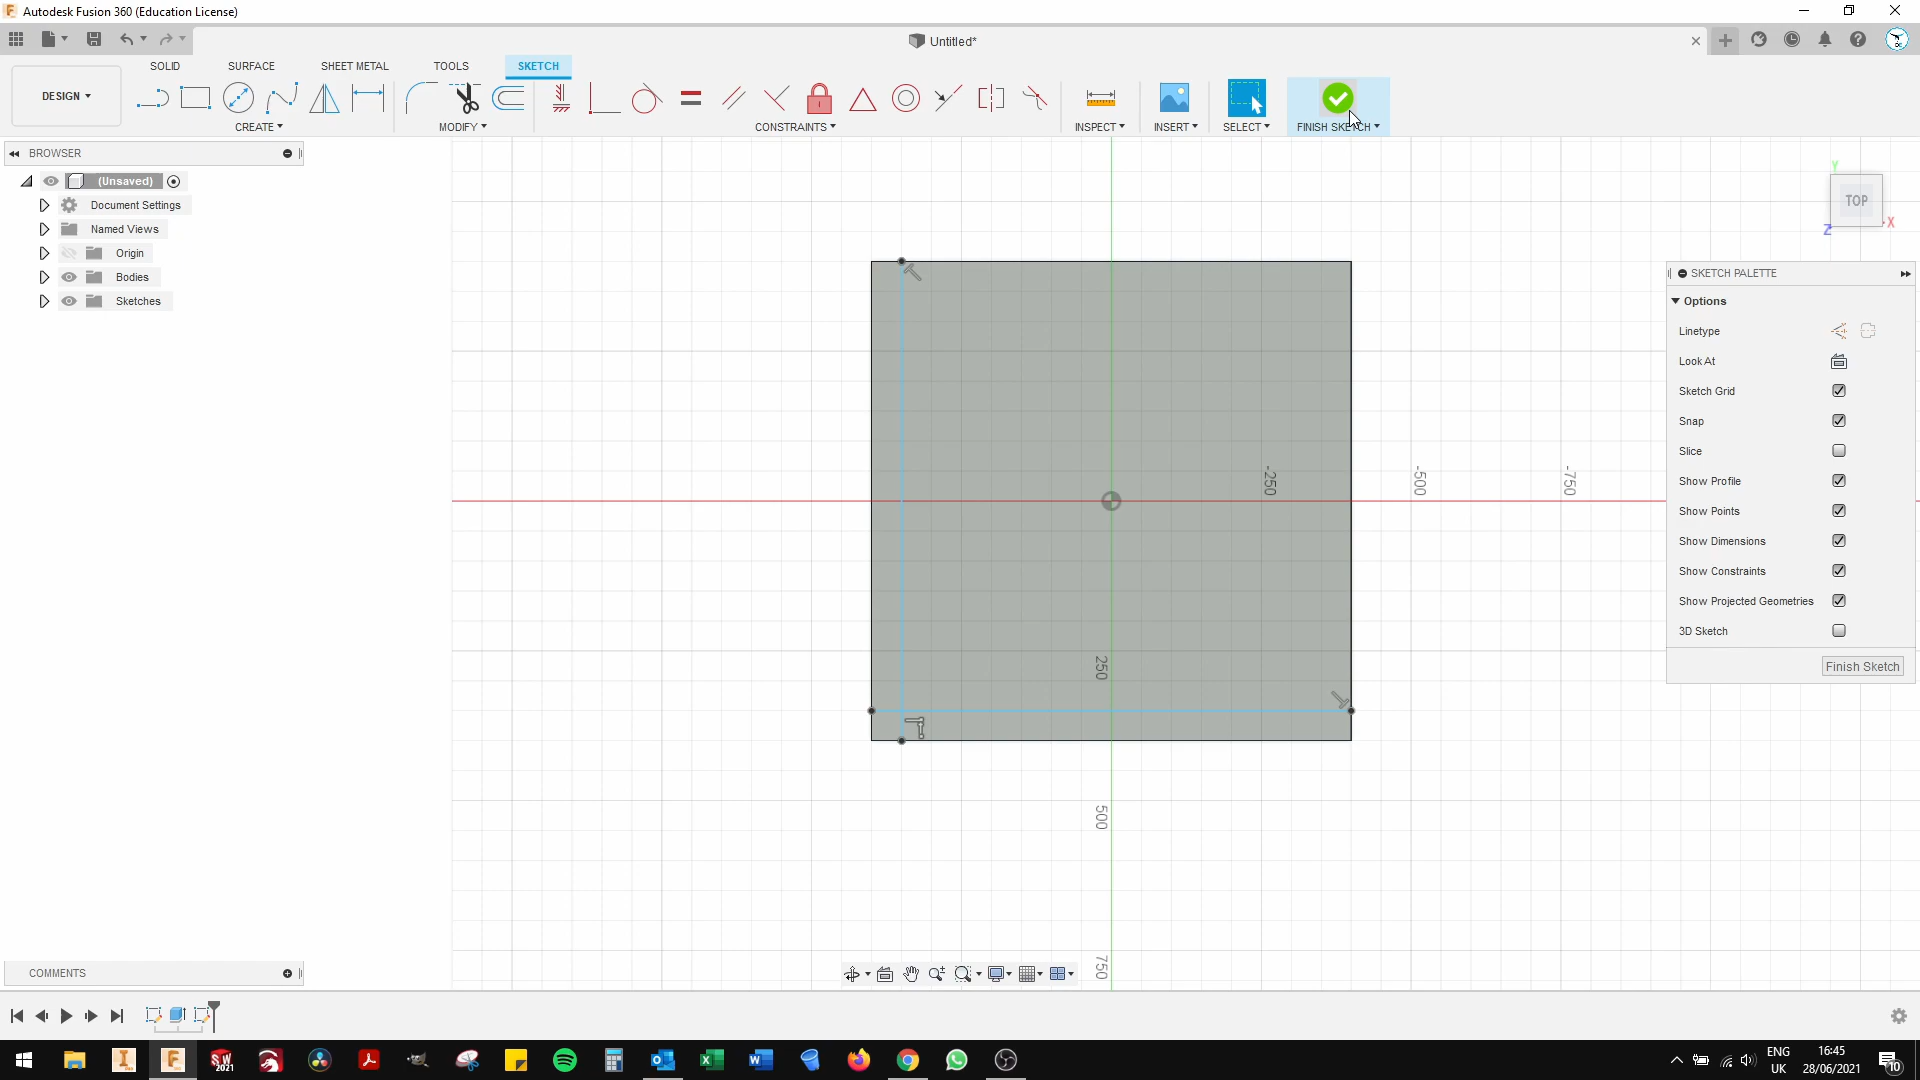 Autodesk Fusion 360 (Education License)
Untitled*
SOLID
SURFACE
SHEET METAL
TOOLS
SKETCH
DESIGN
CREATE
MODIFY
CONSTRAINTS
INSPECT
INSERT
SELECT
FINISH SKETCH
BROWSER
(Unsaved)
Document Settings
Named Views
Origin
Bodies
Sketches
Y
TOP
X
Z
-250
-500
-750
250
500
750
SKETCH PALETTE
Options
Linetype
Look At
Sketch Grid
Snap
Slice
Show Profile
Show Points
Show Dimensions
Show Constraints
Show Projected Geometries
3D Sketch
Finish Sketch
COMMENTS
ENG
UK
16:45
28/06/2021
10